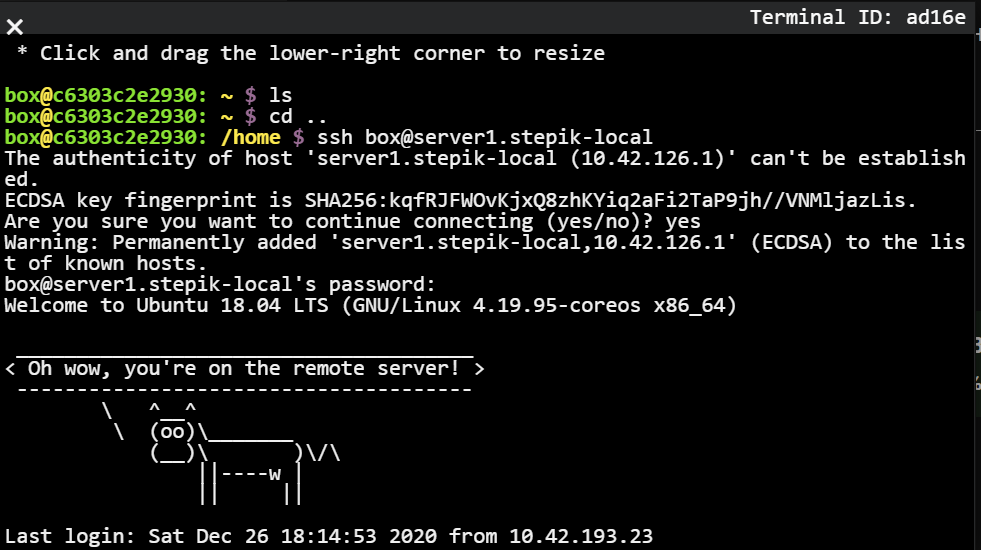 Terminal ID: ad16e
×
 * Click and drag the lower-right corner to resize
box@c6303c2e2930: ~ $ ls
box@c6303c2e2930: ~ $ cd ..
box@c6303c2e2930: /home $ ssh box@server1.stepik-local
The authenticity of host 'server1.stepik-local (10.42.126.1)' can't be establish
ed.
ECDSA key fingerprint is SHA256:kqfRJFWOvKjxQ8zhKYiq2aFi2TaP9jh//VNMljazLis.
Are you sure you want to continue connecting (yes/no)? yes
Warning: Permanently added 'server1.stepik-local,10.42.126.1' (ECDSA) to the lis
t of known hosts.
box@server1.stepik-local's password:
Welcome to Ubuntu 18.04 LTS (GNU/Linux 4.19.95-coreos x86_64)
 ______________________________________
< Oh wow, you're on the remote server! >
 --------------------------------------
        \   ^__^
         \  (oo)\_______
            (__)\       )\/\
                ||----w |
                ||     ||
Last login: Sat Dec 26 18:14:53 2020 from 10.42.193.23